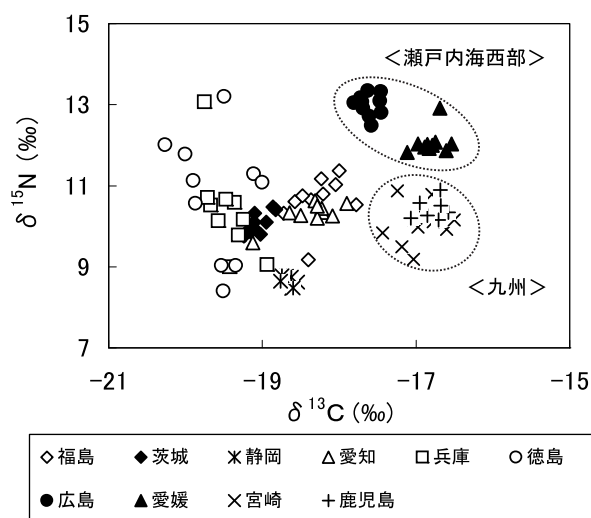 15
13
11
9
7
δ ¹⁵N (‰)
<瀬戸内海西部>
<九州>
-21 -19 -17 -15
δ ¹³C (‰)
福島 茨城 静岡 愛知 兵庫 徳島
広島 愛媛 宮崎 鹿児島